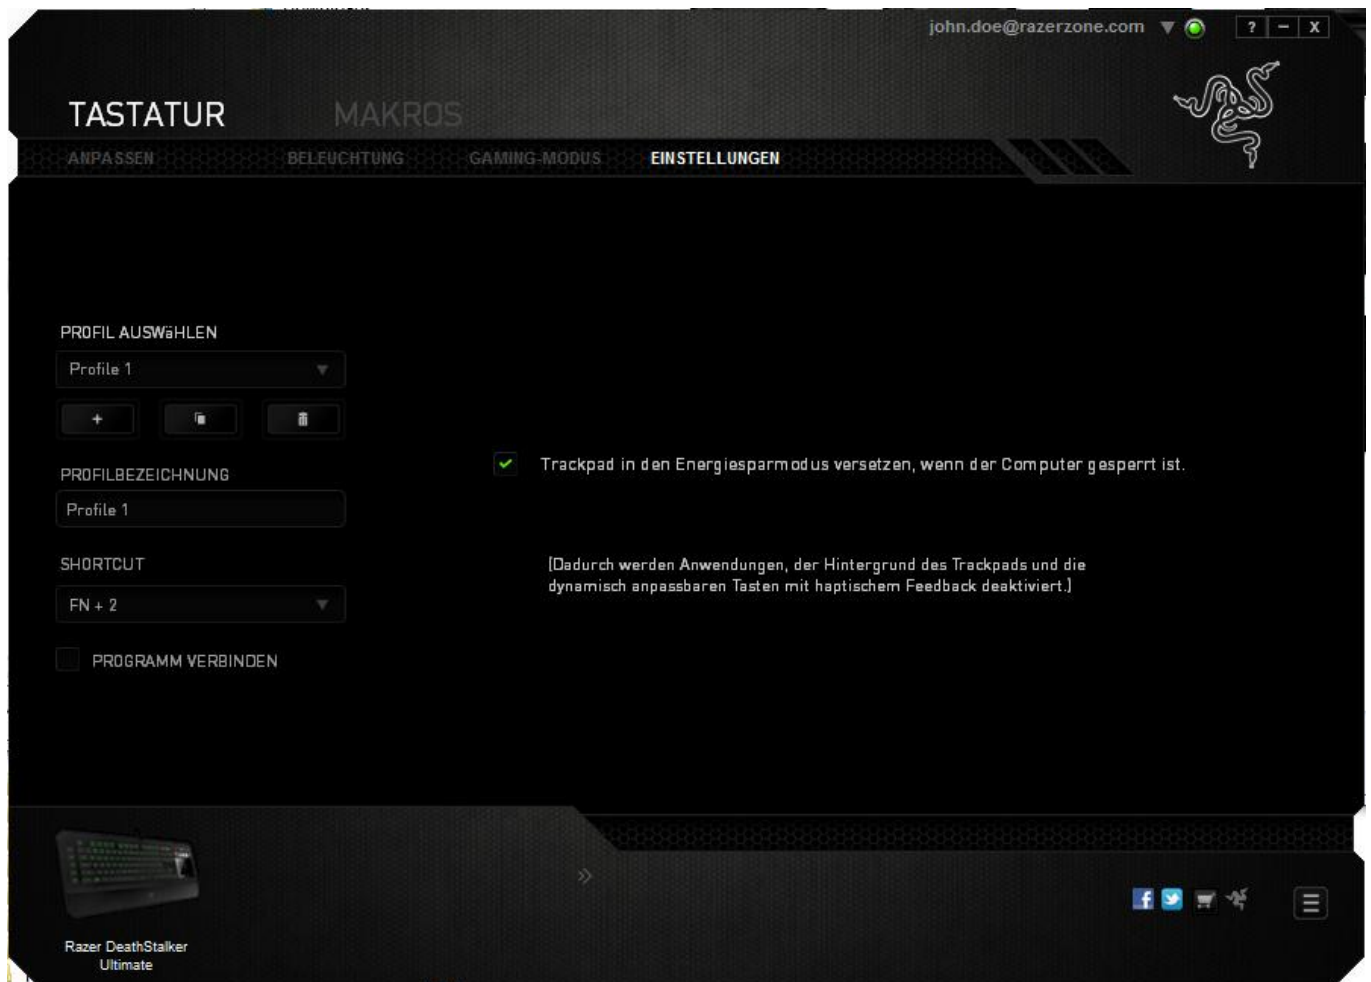 john.doe@razerzone.com
? – X
TASTATUR MAKROS
ANPASSEN BELEUCHTUNG GAMING-MODUS EINSTELLUNGEN
PROFIL AUSWäHLEN
Profile 1
+
PROFILBEZEICHNUNG
Profile 1
SHORTCUT
FN + 2
PROGRAMM VERBINDEN
Trackpad in den Energiesparmodus versetzen, wenn der Computer gesperrt ist.
(Dadurch werden Anwendungen, der Hintergrund des Trackpads und die
dynamisch anpassbaren Tasten mit haptischem Feedback deaktiviert.)
Razer DeathStalker
Ultimate